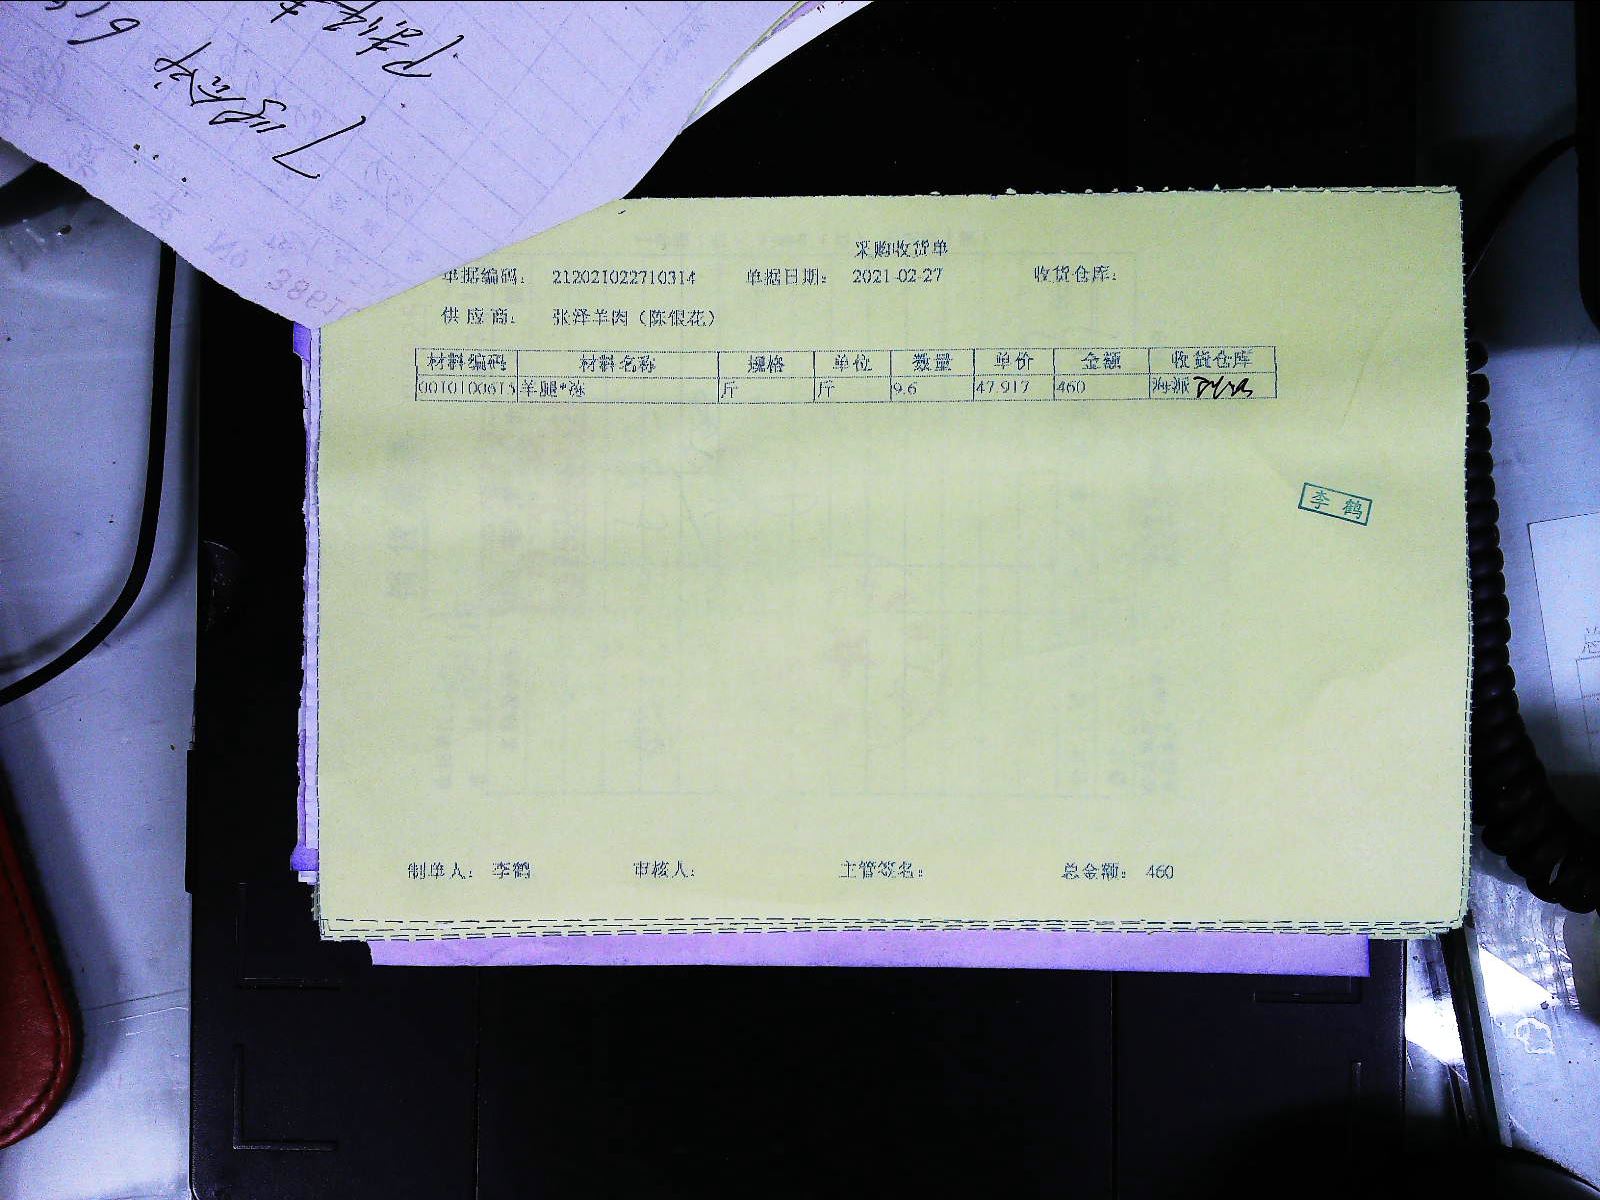 采购收货单
单据编码： 212021022710314 单据日期： 2021-02-27 收货仓库：
供应商： 张泽羊肉（陈银花）
材料编码 材料名称 规格 单位 数量 单价 金额 收货仓库
0010100615 羊腿*冻 斤 斤 9.6 47.917 460 海派
李鹤
制单人： 李鹤 审核人： 主管签名： 总金额： 460